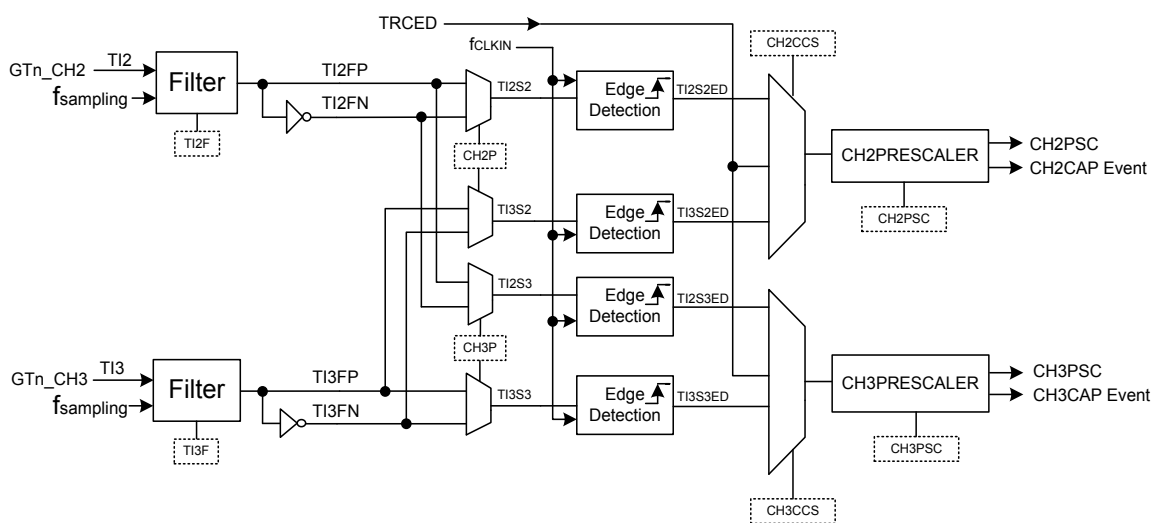 TRCED
fCLKIN
CH2CCS
GTn_CH2
TI2
fsampling
Filter
TI2F
TI2FP
TI2FN
TI2S2
CH2P
Edge
Detection
TI2S2ED
CH2PRESCALER
CH2PSC
CH2CAP Event
CH2PSC
TI3S2
Edge
Detection
TI3S2ED
TI2S3
CH3P
Edge
Detection
TI2S3ED
GTn_CH3
TI3
fsampling
Filter
TI3F
TI3FP
TI3FN
TI3S3
Edge
Detection
TI3S3ED
CH3PRESCALER
CH3PSC
CH3CAP Event
CH3PSC
CH3CCS